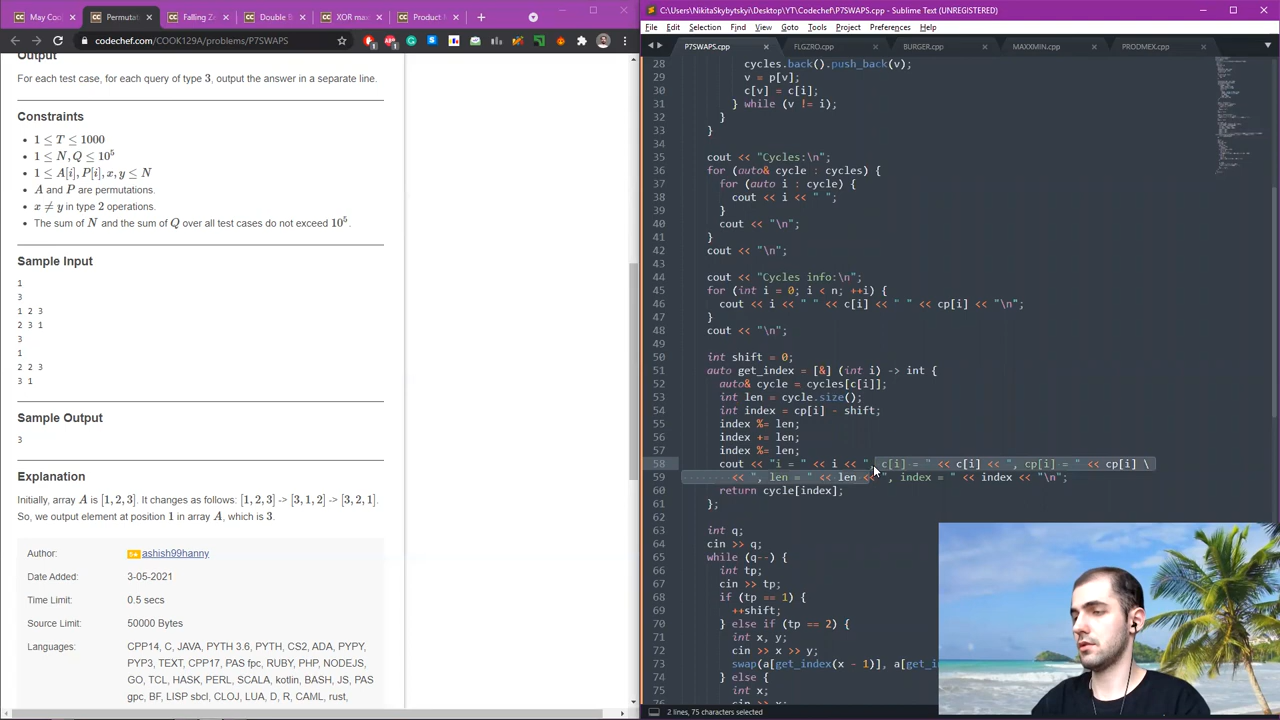 May Coo
Permutat
Falling Ze
Double B
XOR max
Product M
codechef.com/COOK129A/problems/P7SWAPS
Output
For each test case, for each query of type 3, output the answer in a separate line.
Constraints
1 ≤ T ≤ 1000
1 ≤ N, Q ≤ 10^5
1 ≤ A[i], P[i], x, y ≤ N
A and P are permutations.
x ≠ y in type 2 operations.
The sum of N and the sum of Q over all test cases do not exceed 10^5.
Sample Input
1
3
1 2 3
2 3 1
3
1
2 2 3
3 1
Sample Output
3
Explanation
Initially, array A is [1, 2, 3]. It changes as follows: [1, 2, 3] -> [3, 1, 2] -> [3, 2, 1].
So, we output element at position 1 in array A, which is 3.
Author: ashish99hanny
Date Added: 3-05-2021
Time Limit: 0.5 secs
Source Limit: 50000 Bytes
Languages: CPP14, C, JAVA, PYTH 3.6, PYTH, CS2, ADA, PYPY,
PYP3, TEXT, CPP17, PAS fpc, RUBY, PHP, NODEJS,
GO, TCL, HASK, PERL, SCALA, kotlin, BASH, JS, PAS
gpc, BF, LISP sbcl, CLOJ, LUA, D, R, CAML, rust,
C:\Users\NikitaSkybytskyi\Desktop\YT\Codechef\P7SWAPS.cpp - Sublime Text (UNREGISTERED)
File Edit Selection Find View Goto Tools Project Preferences Help
P7SWAPS.cpp FLGZRO.cpp BURGER.cpp MAXXMIN.cpp PRODMEX.cpp
28 cycles.back().push_back(v);
29 v = p[v];
30 c[v] = c[i];
31 } while (v != i);
32 }
33 }
34
35 cout << "Cycles:\n";
36 for (auto& cycle : cycles) {
37 for (auto i : cycle) {
38 cout << i << " ";
39 }
40 cout << "\n";
41 }
42 cout << "\n";
43
44 cout << "Cycles info:\n";
45 for (int i = 0; i < n; ++i) {
46 cout << i << " " << c[i] << " " << cp[i] << "\n";
47 }
48 cout << "\n";
49
50 int shift = 0;
51 auto get_index = [&] (int i) -> int {
52 auto& cycle = cycles[c[i]];
53 int len = cycle.size();
54 int index = cp[i] - shift;
55 index %= len;
56 index += len;
57 index %= len;
58 cout << "i = " << i << ", c[i] = " << c[i] << ", cp[i] = " << cp[i] \
59 << ", len = " << len << ", index = " << index << "\n";
60 return cycle[index];
61 };
62
63 int q;
64 cin >> q;
65 while (q--) {
66 int tp;
67 cin >> tp;
68 if (tp == 1) {
69 ++shift;
70 } else if (tp == 2) {
71 int x, y;
72 cin >> x >> y;
73 swap(a[get_index(x - 1)], a[get_in
74 } else {
75 int x;
2 lines, 75 characters selected